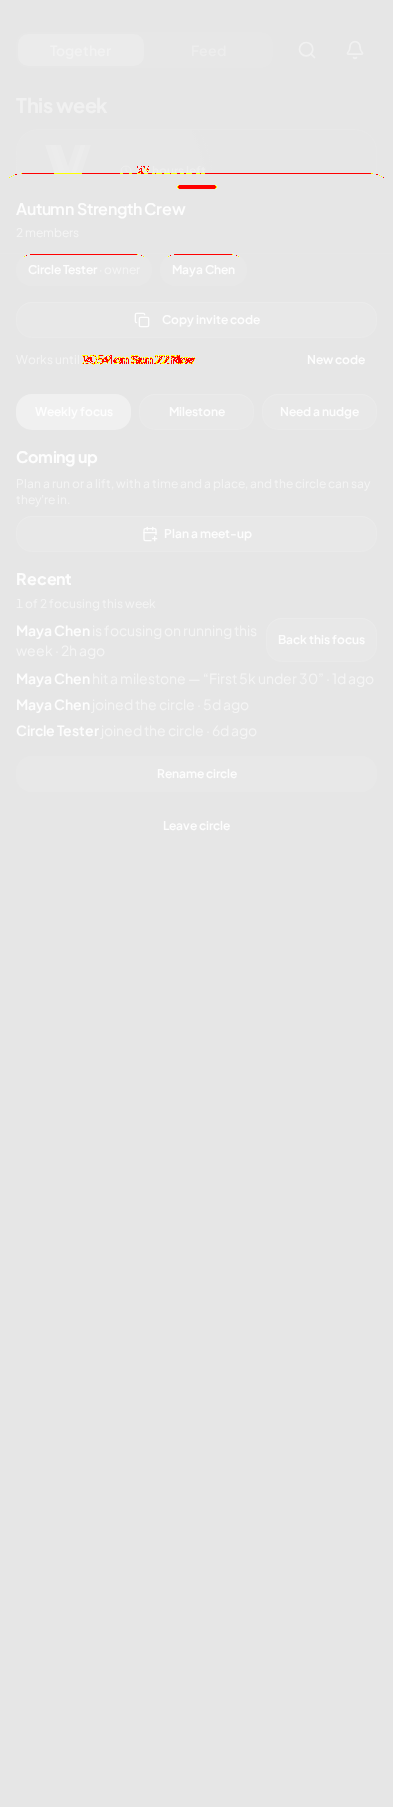 Together
Feed
This week
Autumn Strength Crew
2 members
Circle Tester · owner
Maya Chen
Copy invite code
Works until
New code
Weekly focus
Milestone
Need a nudge
Coming up
Plan a run or a lift, with a time and a place, and the circle can say
they're in.
Plan a meet-up
Recent
1 of 2 focusing this week
Maya Chen is focusing on running this
week · 2h ago
Back this focus
Maya Chen hit a milestone — “First 5k under 30” · 1d ago
Maya Chen joined the circle · 5d ago
Circle Tester joined the circle · 6d ago
Rename circle
Leave circle